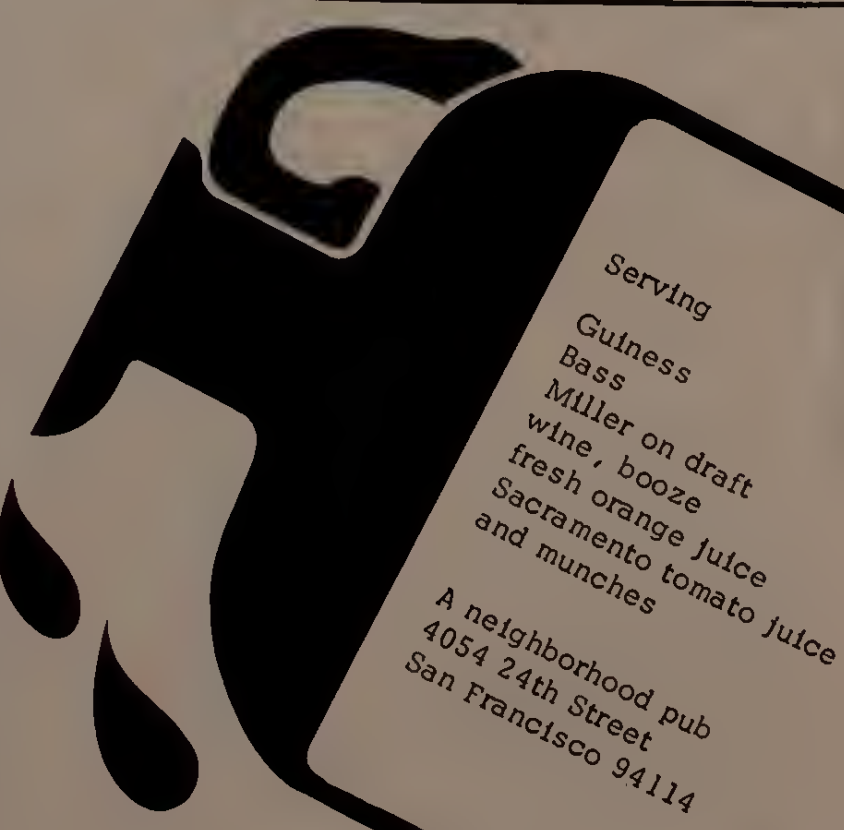 Serving
Guiness
Bass
Miller on draft
wine, booze
fresh orange juice
Sacramento tomato juice
and munches
A neighborhood pub
4054 24th Street
San Francisco 94114